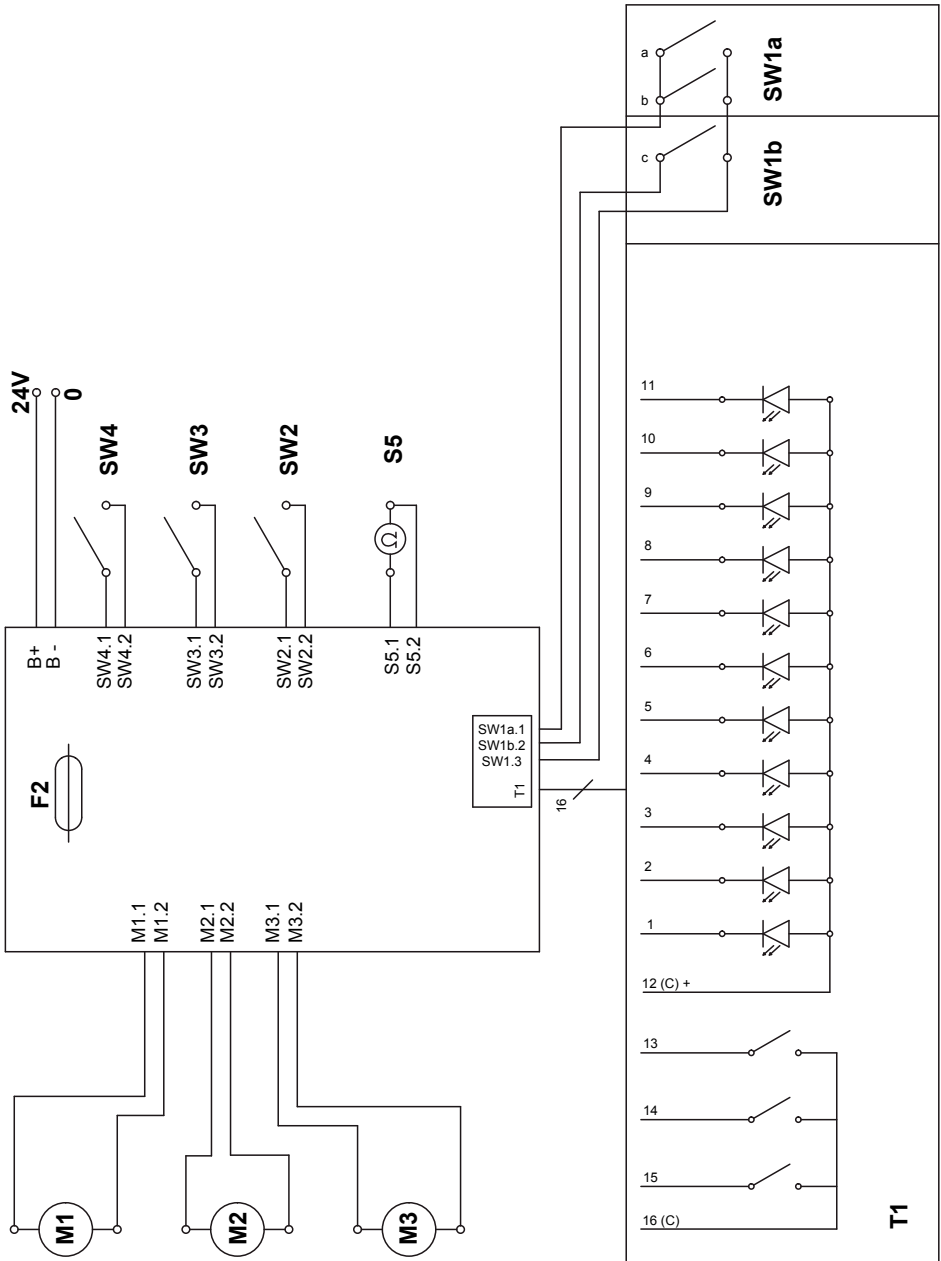 24V
0
B+
B -
SW4
SW4.1
SW4.2
SW3
SW3.1
SW3.2
SW2
SW2.1
SW2.2
S5
Ω
S5.1
S5.2
F2
M1.1
M1.2
M2.1
M2.2
M3.1
M3.2
M1
M2
M3
SW1a.1
SW1b.2
SW1.3
T1
16
a
b
SW1a
c
SW1b
11
10
9
8
7
6
5
4
3
2
1
12 (C) +
13
14
15
16 (C)
T1